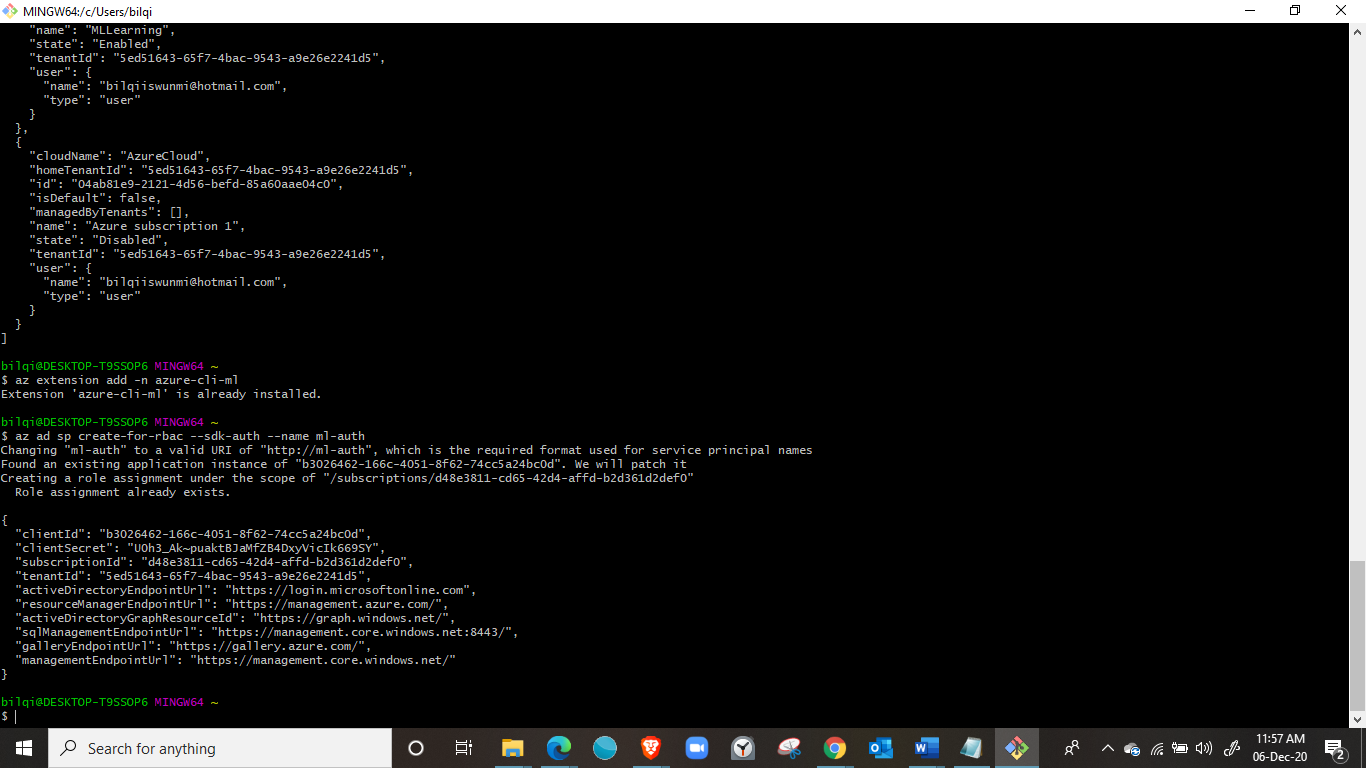 MINGW64:/c/Users/bilqi
    "name": "MLLearning",
    "state": "Enabled",
    "tenantId": "5ed51643-65f7-4bac-9543-a9e26e2241d5",
    "user": {
      "name": "bilqiiswunmi@hotmail.com",
      "type": "user"
    }
  },
  {
    "cloudName": "AzureCloud",
    "homeTenantId": "5ed51643-65f7-4bac-9543-a9e26e2241d5",
    "id": "04ab81e9-2121-4d56-befd-85a60aae04c0",
    "isDefault": false,
    "managedByTenants": [],
    "name": "Azure subscription 1",
    "state": "Disabled",
    "tenantId": "5ed51643-65f7-4bac-9543-a9e26e2241d5",
    "user": {
      "name": "bilqiiswunmi@hotmail.com",
      "type": "user"
    }
  }
]
bilqi@DESKTOP-T9SSOP6 MINGW64 ~
$ az extension add -n azure-cli-ml
Extension 'azure-cli-ml' is already installed.
bilqi@DESKTOP-T9SSOP6 MINGW64 ~
$ az ad sp create-for-rbac --sdk-auth --name ml-auth
Changing "ml-auth" to a valid URI of "http://ml-auth", which is the required format used for service principal names
Found an existing application instance of "b3026462-166c-4051-8f62-74cc5a24bc0d". We will patch it
Creating a role assignment under the scope of "/subscriptions/d48e3811-cd65-42d4-affd-b2d361d2def0"
  Role assignment already exists.
{
  "clientId": "b3026462-166c-4051-8f62-74cc5a24bc0d",
  "clientSecret": "UOh3_Ak~puaktBJaMfZB4DxyVicIk669SY",
  "subscriptionId": "d48e3811-cd65-42d4-affd-b2d361d2def0",
  "tenantId": "5ed51643-65f7-4bac-9543-a9e26e2241d5",
  "activeDirectoryEndpointUrl": "https://login.microsoftonline.com",
  "resourceManagerEndpointUrl": "https://management.azure.com/",
  "activeDirectoryGraphResourceId": "https://graph.windows.net/",
  "sqlManagementEndpointUrl": "https://management.core.windows.net:8443/",
  "galleryEndpointUrl": "https://gallery.azure.com/",
  "managementEndpointUrl": "https://management.core.windows.net/"
}
bilqi@DESKTOP-T9SSOP6 MINGW64 ~
$
Search for anything
11:57 AM
06-Dec-20
2